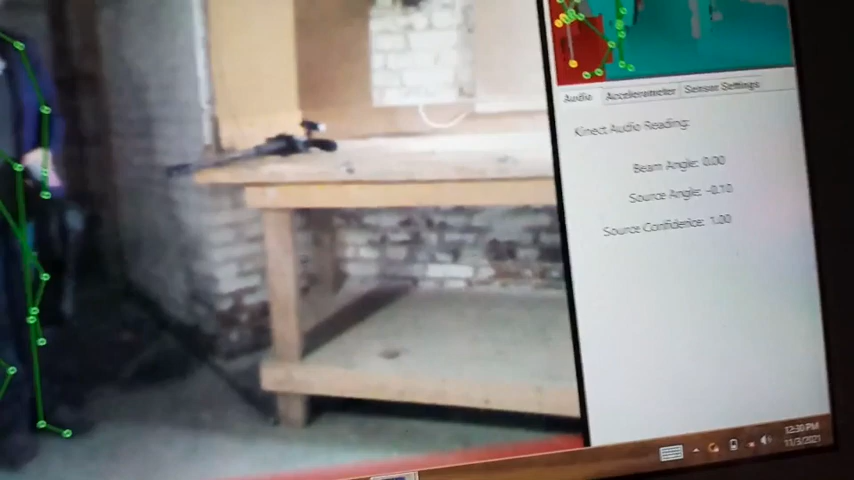 Audio Accelerometer Sensor Settings
Kinect Audio Reading:
Beam Angle: 0.00
Source Angle: -0.10
Source Confidence: 1.00
12:30 PM
11/3/2021